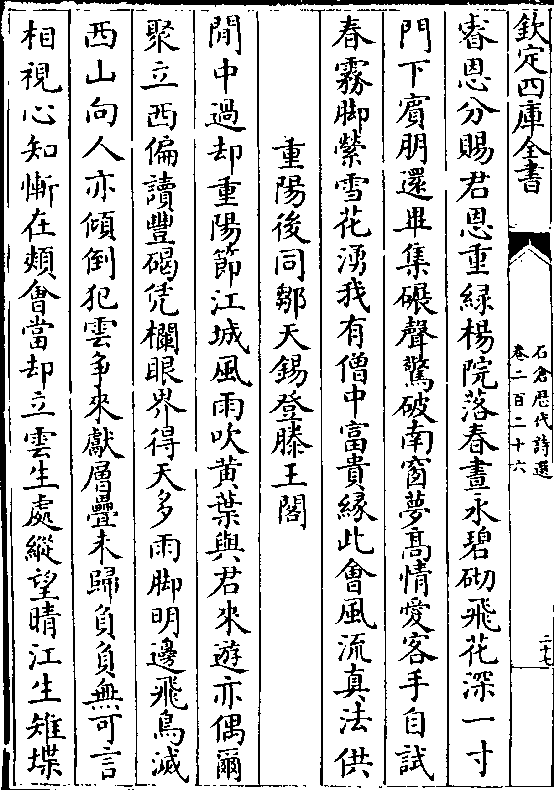 欽定四庫全書
石倉歴代詩選
卷二百二十六
二十七
睿恩分賜君恩重緑楊院落春晝永碧砌飛花深一寸
門下賓朋還畢集碾聲驚破南窗夢高情愛客手自試
春霧脚縈雪花湧我有僧中富貴縁此會風流真法供
重陽後同鄒天錫登滕王閣
閒中過却重陽節江城風雨吹黄葉與君來遊亦偶爾
聚立西偏讀豐碣凭欄眼界得天多雨脚明邊飛鳥滅
西山向人亦傾倒犯雲争來獻層疊未歸負負無可言
相視心知慚在頰會當却立雲生處縱望晴江生雉堞